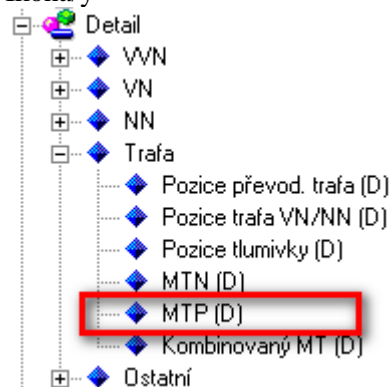 Detail
VVN
VN
NN
Trafa
Pozice převod. trafa (D)
Pozice trafa VN/NN (D)
Pozice tlumivky (D)
MTN (D)
MTP (D)
Kombinovaný MT (D)
Ostatní